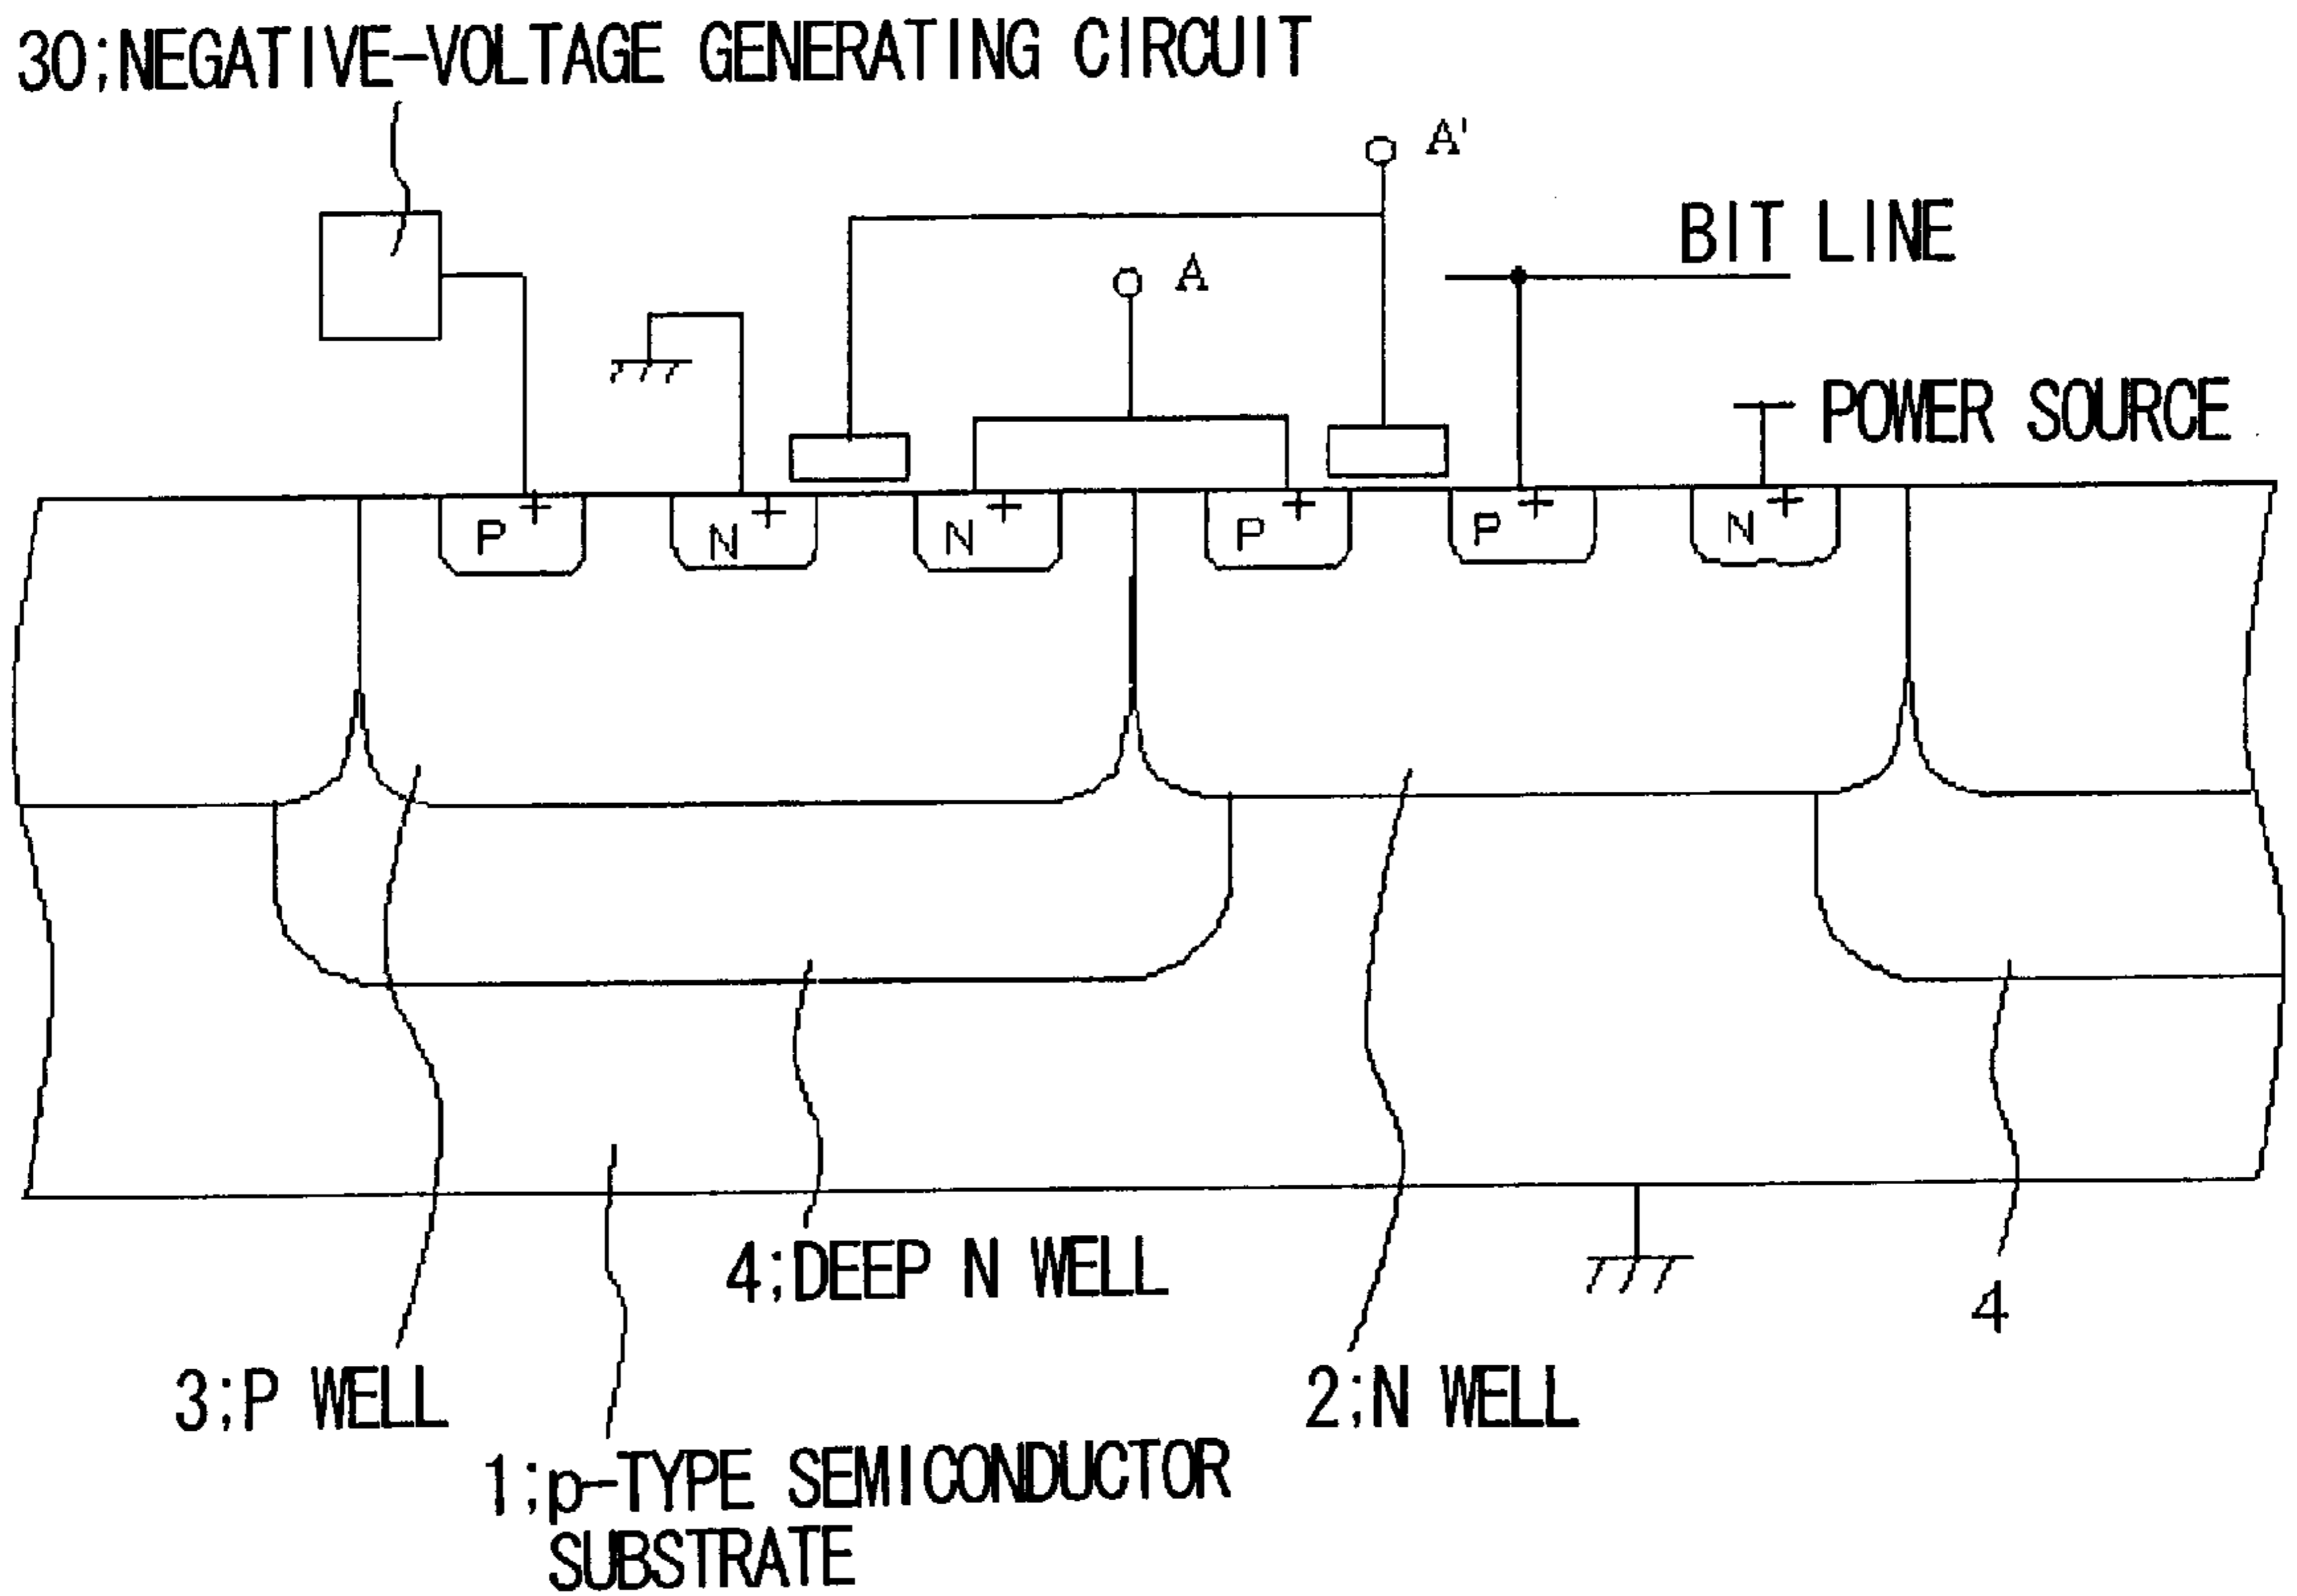 30;NEGATIVE-VOLTAGE GENERATING CIRCUIT
A'
BIT LINE
A
POWER SOURCE
P+ N+ N+ P+ P+ N+
4;DEEP N WELL
4
3;P WELL
2;N WELL
1;p-TYPE SEMICONDUCTOR
SUBSTRATE